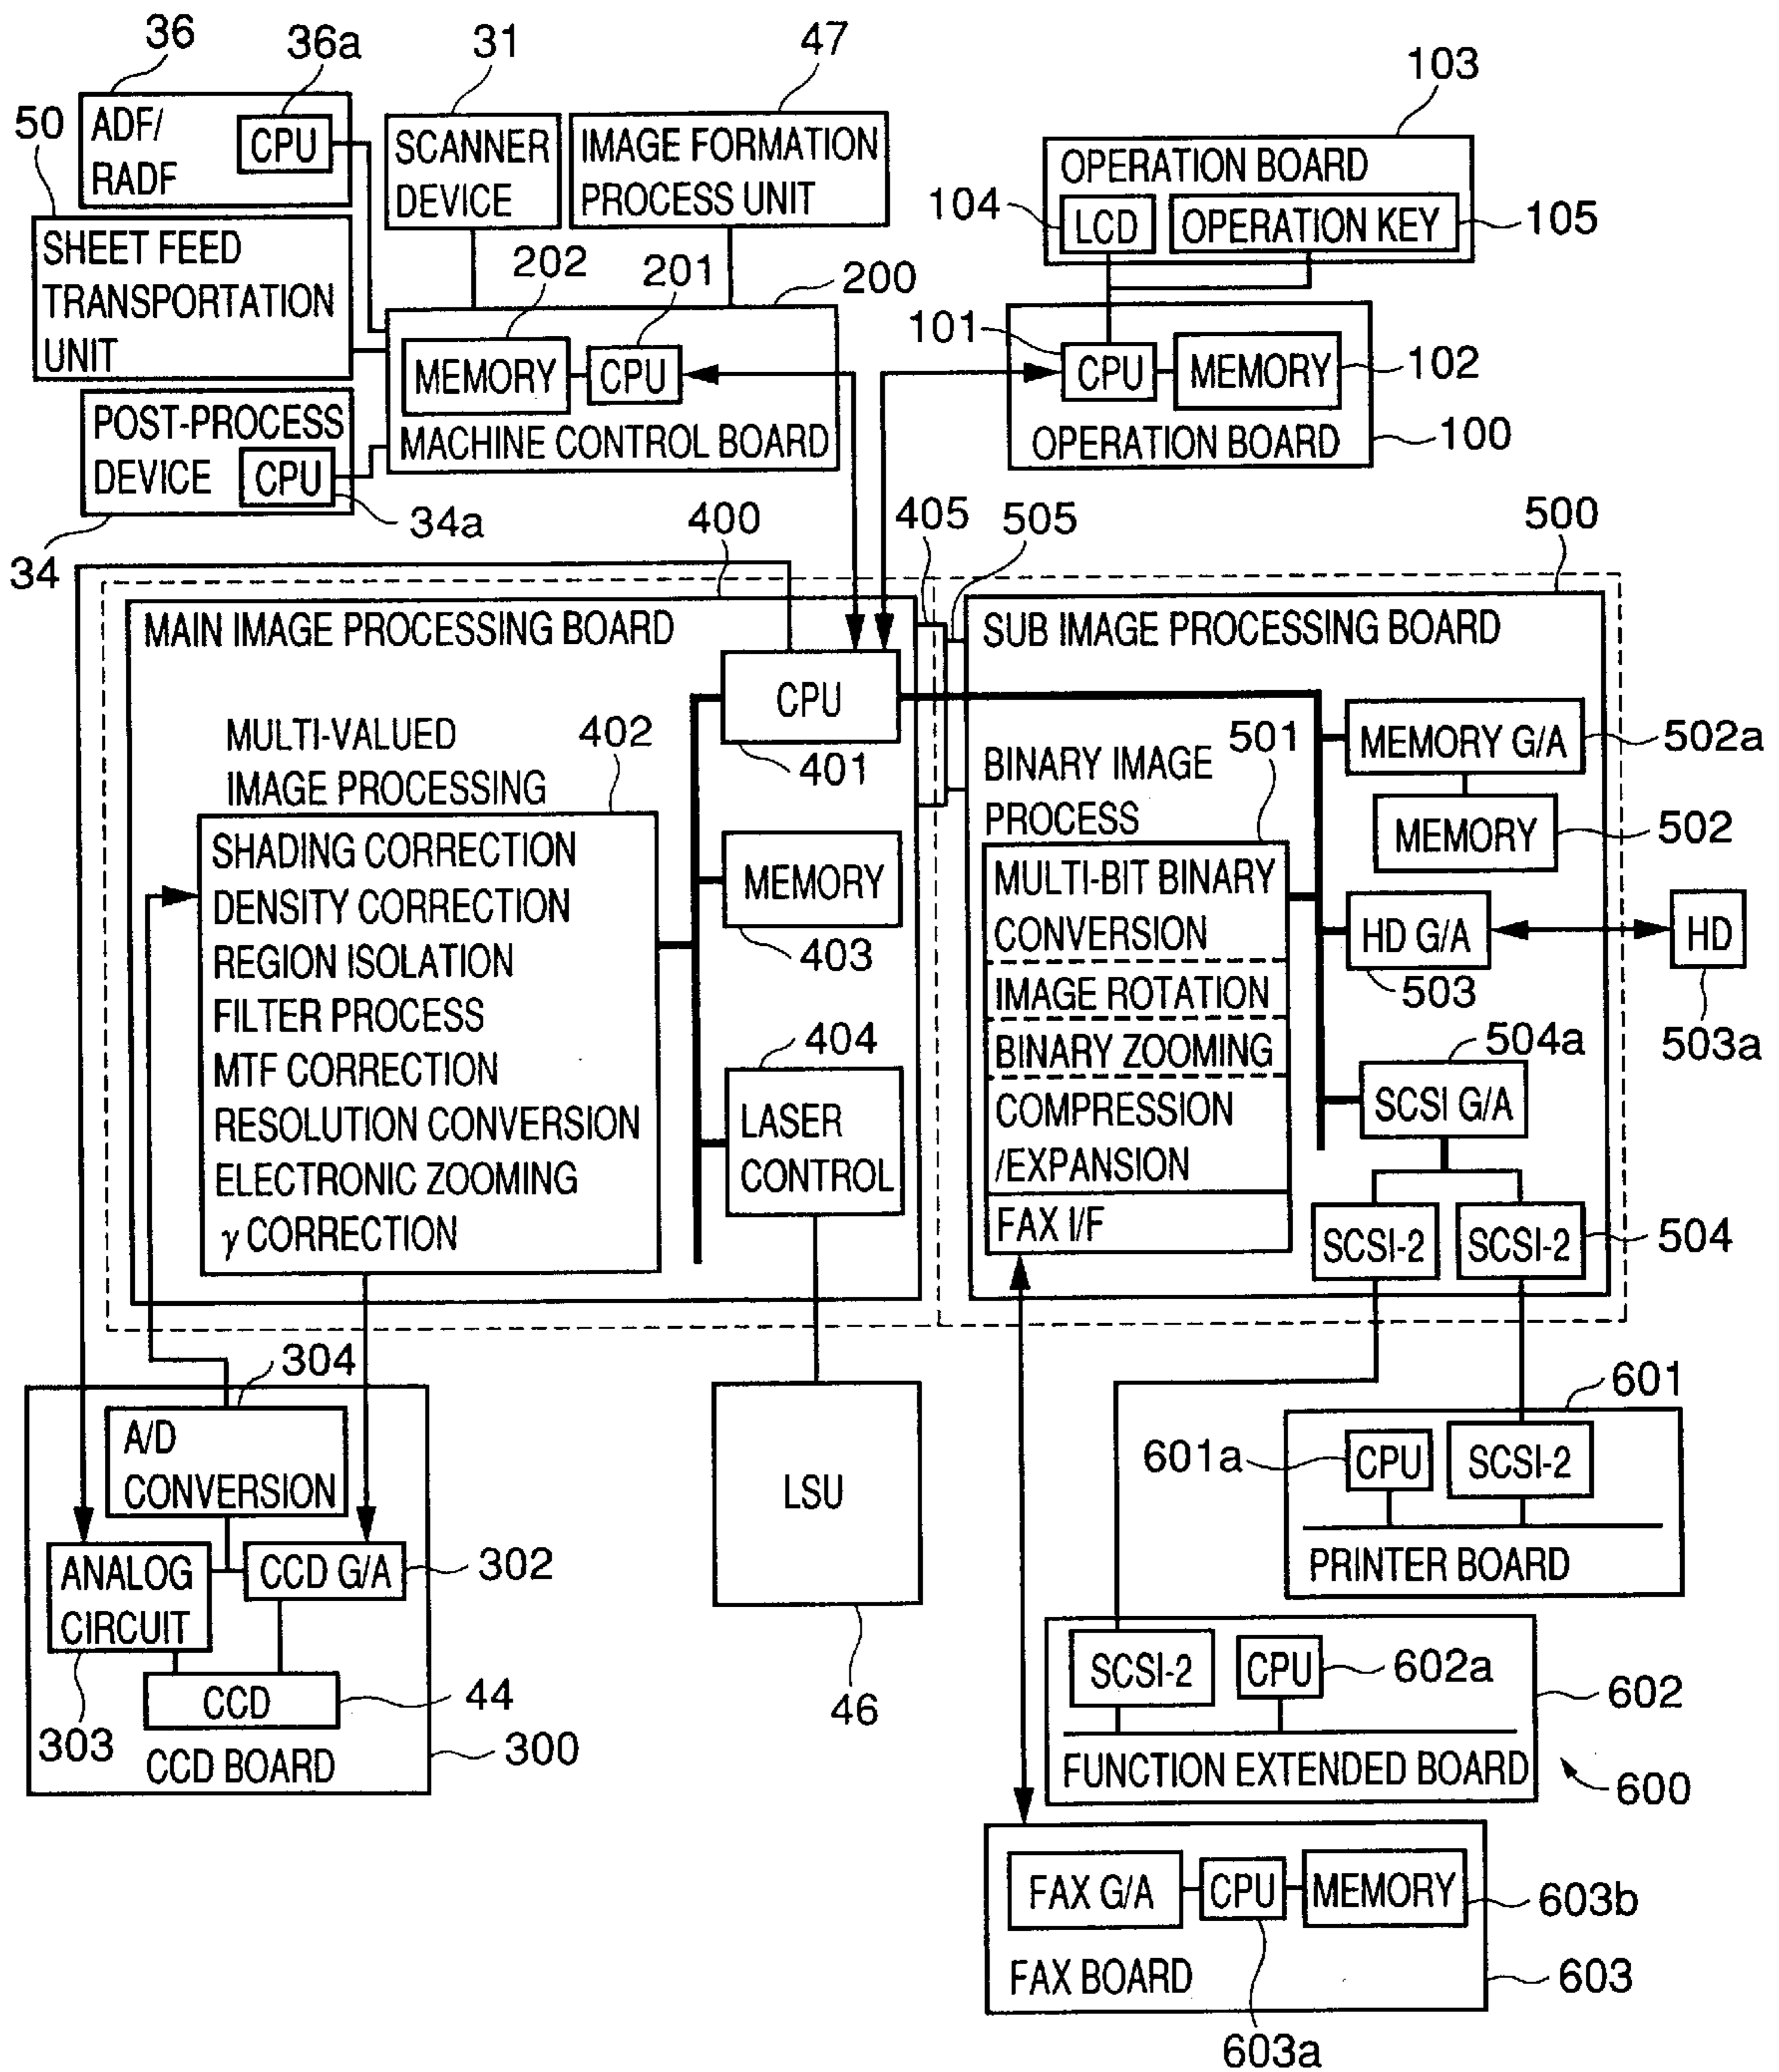 36
36a
31
47
103
50
ADF/
RADF
CPU
SCANNER
DEVICE
IMAGE FORMATION
PROCESS UNIT
OPERATION BOARD
104
LCD
OPERATION KEY
105
SHEET FEED
TRANSPORTATION
UNIT
202
201
200
MEMORY
CPU
MACHINE CONTROL BOARD
101
CPU
MEMORY
102
OPERATION BOARD
100
POST-PROCESS
DEVICE
CPU
34a
34
400
405
505
500
MAIN IMAGE PROCESSING BOARD
CPU
401
MULTI-VALUED
IMAGE PROCESSING
402
SHADING CORRECTION
DENSITY CORRECTION
REGION ISOLATION
FILTER PROCESS
MTF CORRECTION
RESOLUTION CONVERSION
ELECTRONIC ZOOMING
γ CORRECTION
MEMORY
403
404
LASER
CONTROL
SUB IMAGE PROCESSING BOARD
BINARY IMAGE
PROCESS
501
MULTI-BIT BINARY
CONVERSION
IMAGE ROTATION
BINARY ZOOMING
COMPRESSION
/EXPANSION
FAX I/F
MEMORY G/A
502a
MEMORY
502
HD G/A
503
HD
503a
504a
SCSI G/A
SCSI-2
SCSI-2
504
304
A/D
CONVERSION
ANALOG
CIRCUIT
CCD G/A
302
CCD
44
303
CCD BOARD
300
LSU
46
601
601a
CPU
SCSI-2
PRINTER BOARD
SCSI-2
CPU
602a
602
FUNCTION EXTENDED BOARD
600
FAX G/A
CPU
MEMORY
603b
FAX BOARD
603
603a